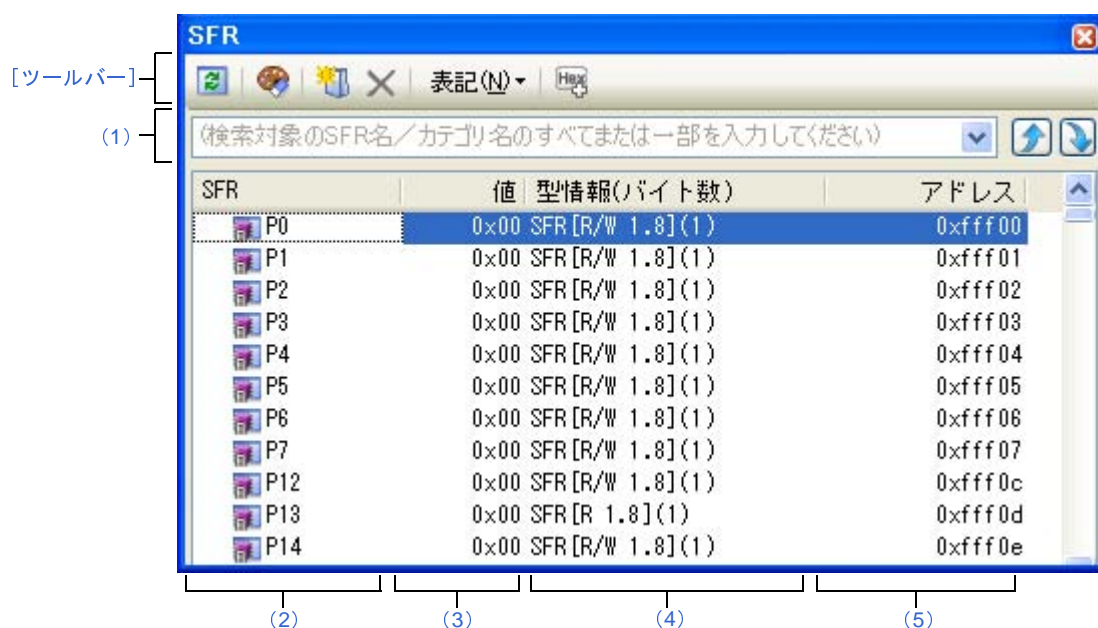 SFR
[ツールバー]
表記(N)
Hex
(1)
(検索対象のSFR名／カテゴリ名のすべてまたは一部を入力してください)
SFR 値 型情報(バイト数) アドレス
P0 0x00 SFR[R/W 1.8](1) 0xfff00
P1 0x00 SFR[R/W 1.8](1) 0xfff01
P2 0x00 SFR[R/W 1.8](1) 0xfff02
P3 0x00 SFR[R/W 1.8](1) 0xfff03
P4 0x00 SFR[R/W 1.8](1) 0xfff04
P5 0x00 SFR[R/W 1.8](1) 0xfff05
P6 0x00 SFR[R/W 1.8](1) 0xfff06
P7 0x00 SFR[R/W 1.8](1) 0xfff07
P12 0x00 SFR[R/W 1.8](1) 0xfff0c
P13 0x00 SFR[R 1.8](1) 0xfff0d
P14 0x00 SFR[R/W 1.8](1) 0xfff0e
(2) (3) (4) (5)